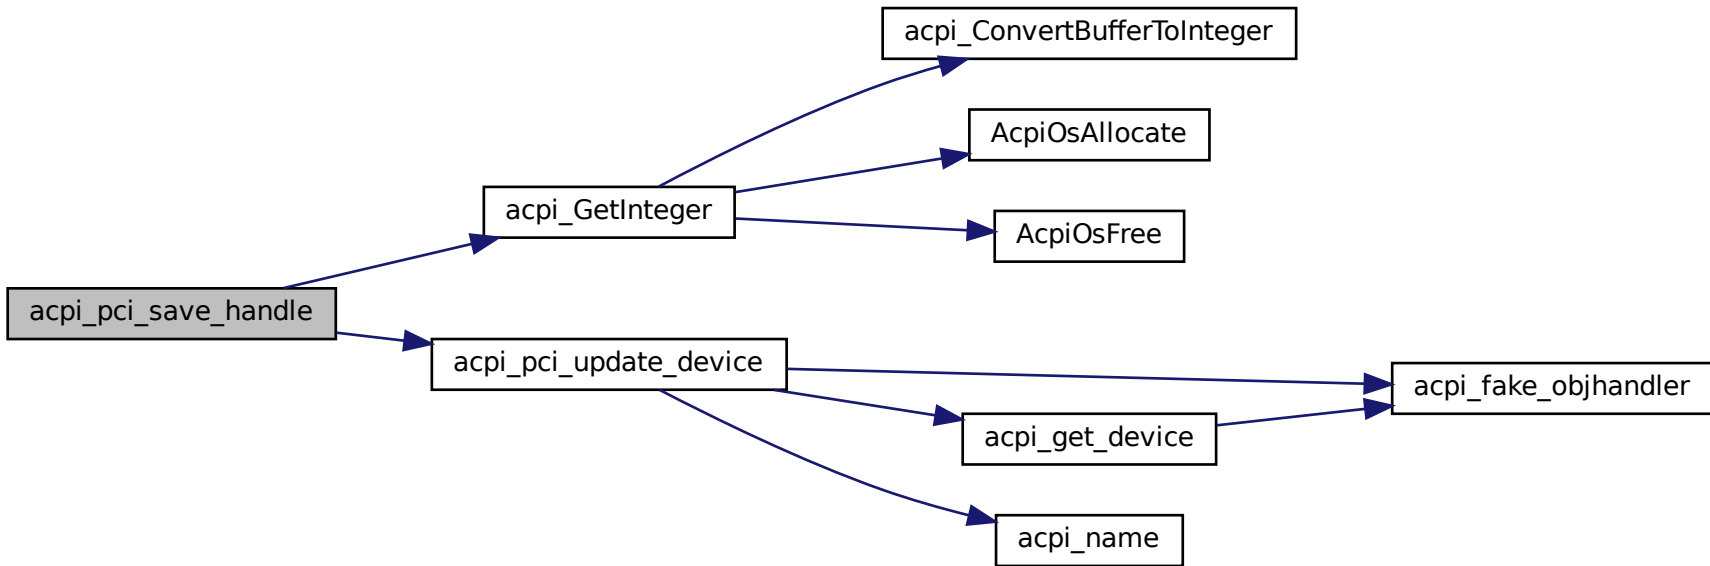 acpi_ConvertBufferToInteger
AcpiOsAllocate
acpi_GetInteger
AcpiOsFree
acpi_pci_save_handle
acpi_pci_update_device
acpi_fake_objhandler
acpi_get_device
acpi_name